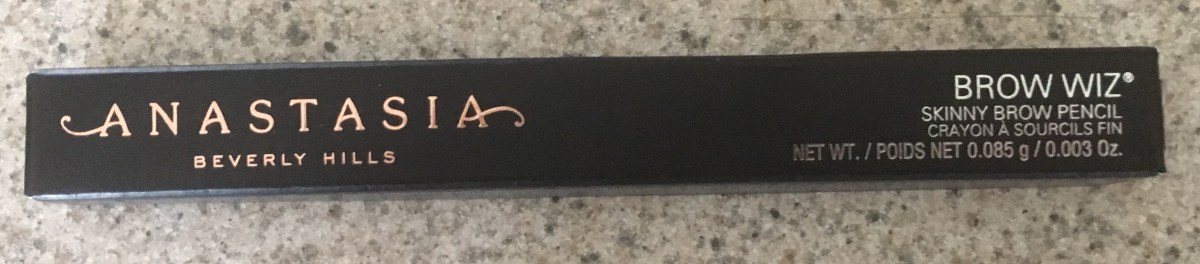 ANASTASIA
BEVERLY HILLS
BROW WIZ®
SKINNY BROW PENCIL
CRAYON À SOURCILS FIN
NET WT. / POIDS NET 0.085 g / 0.003 Oz.